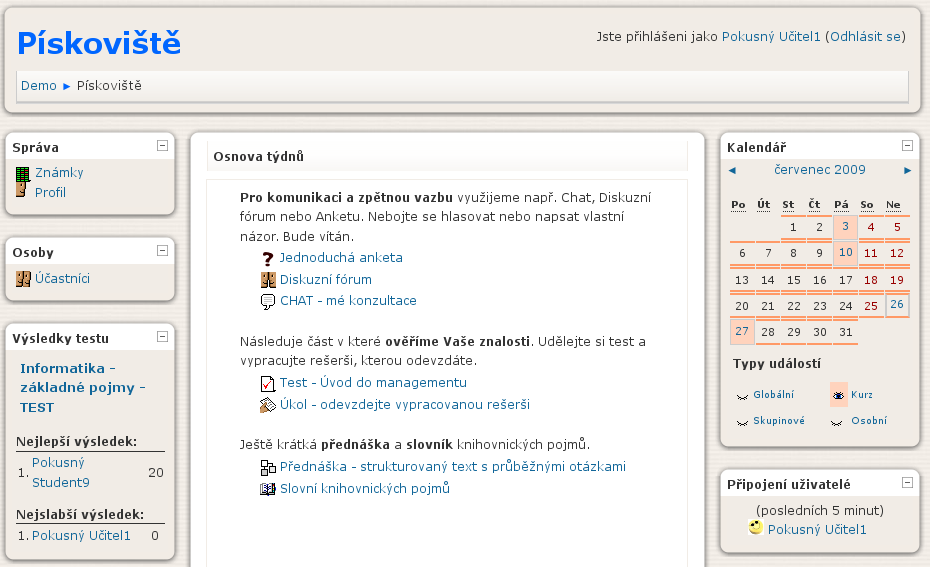 Pískoviště
Jste přihlášeni jako Pokusný Učitel1 (Odhlásit se)
Demo ► Pískoviště
Správa
Známky
Profil
Osoby
Účastníci
Výsledky testu
Informatika -
základné pojmy -
TEST
Nejlepší výsledek:
1. Pokusný
Student9 20
Nejslabší výsledek:
1. Pokusný Učitel1 0
Osnova týdnů
Pro komunikaci a zpětnou vazbu využijeme např. Chat, Diskuzní
fórum nebo Anketu. Nebojte se hlasovat nebo napsat vlastní
názor. Bude vítán.
Jednoduchá anketa
Diskuzní fórum
CHAT - mé konzultace
Následuje část v které ověříme Vaše znalosti. Udělejte si test a
vypracujte rešerši, kterou odevzdáte.
Test - Úvod do managementu
Úkol - odevzdejte vypracovanou rešerši
Ještě krátká přednáška a slovník knihovnických pojmů.
Přednáška - strukturovaný text s průběžnými otázkami
Slovní knihovnických pojmů
Kalendář
◄ červenec 2009 ►
Po Út St Čt Pá So Ne
1 2 3 4 5
6 7 8 9 10 11 12
13 14 15 16 17 18 19
20 21 22 23 24 25 26
27 28 29 30 31
Typy událostí
Globální Kurz
Skupinové Osobní
Připojení uživatelé
(posledních 5 minut)
Pokusný Učitel1